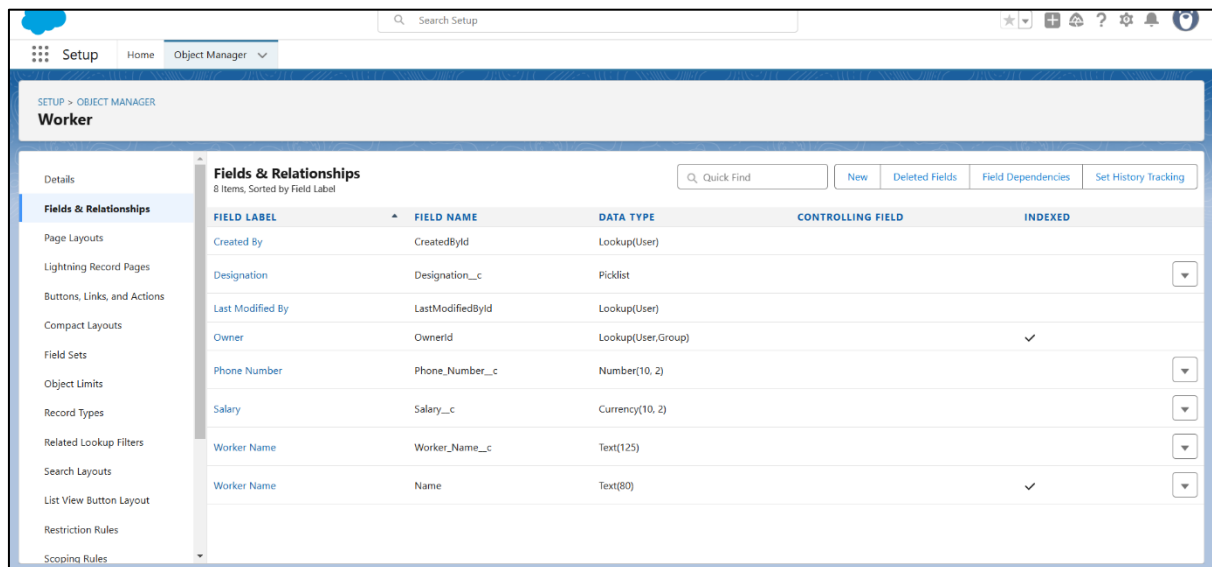 Search Setup
Setup Home Object Manager
SETUP > OBJECT MANAGER
Worker
Details
Fields & Relationships
Page Layouts
Lightning Record Pages
Buttons, Links, and Actions
Compact Layouts
Field Sets
Object Limits
Record Types
Related Lookup Filters
Search Layouts
List View Button Layout
Restriction Rules
Scoping Rules
Fields & Relationships
8 Items, Sorted by Field Label
Quick Find New Deleted Fields Field Dependencies Set History Tracking
FIELD LABEL FIELD NAME DATA TYPE CONTROLLING FIELD INDEXED
Created By CreatedById Lookup(User)
Designation Designation__c Picklist
Last Modified By LastModifiedById Lookup(User)
Owner OwnerId Lookup(User,Group)
Phone Number Phone_Number__c Number(10, 2)
Salary Salary__c Currency(10, 2)
Worker Name Worker_Name__c Text(125)
Worker Name Name Text(80)